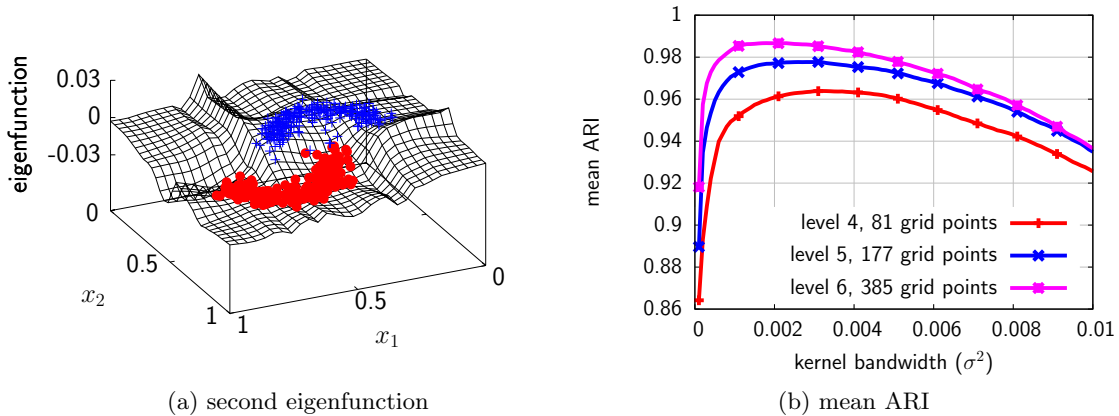 eigenfunction
0.03
0
-0.03
0
0.5
1
x2
1
0.5
0
x1
(a) second eigenfunction
mean ARI
1
0.98
0.96
0.94
0.92
0.9
0.88
0.86
level 4, 81 grid points
level 5, 177 grid points
level 6, 385 grid points
0
0.002
0.004
0.006
0.008
0.01
kernel bandwidth (σ²)
(b) mean ARI